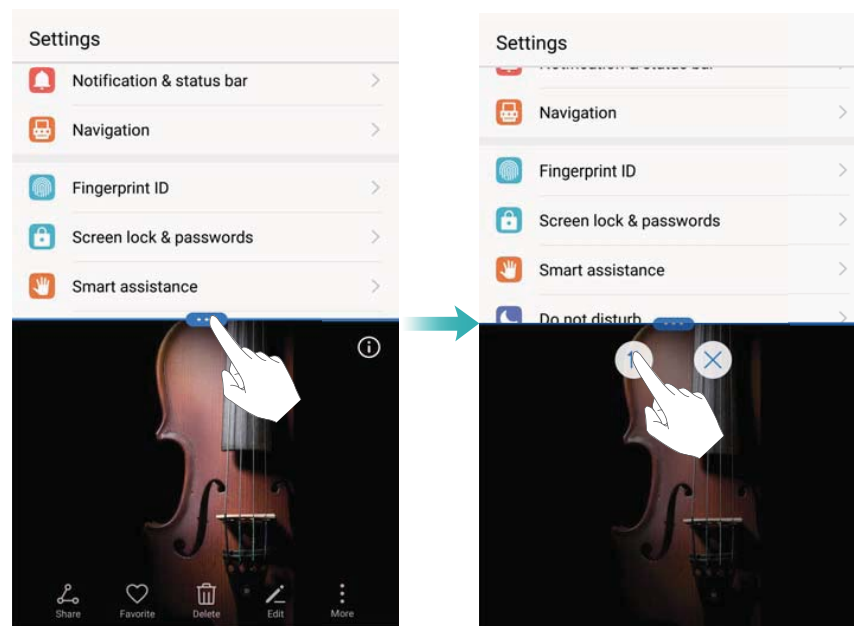 Settings
Notification & status bar
Navigation
Fingerprint ID
Screen lock & passwords
Smart assistance
Share
Favorite
Delete
Edit
More
Settings
Navigation
Fingerprint ID
Screen lock & passwords
Smart assistance
Do not disturb